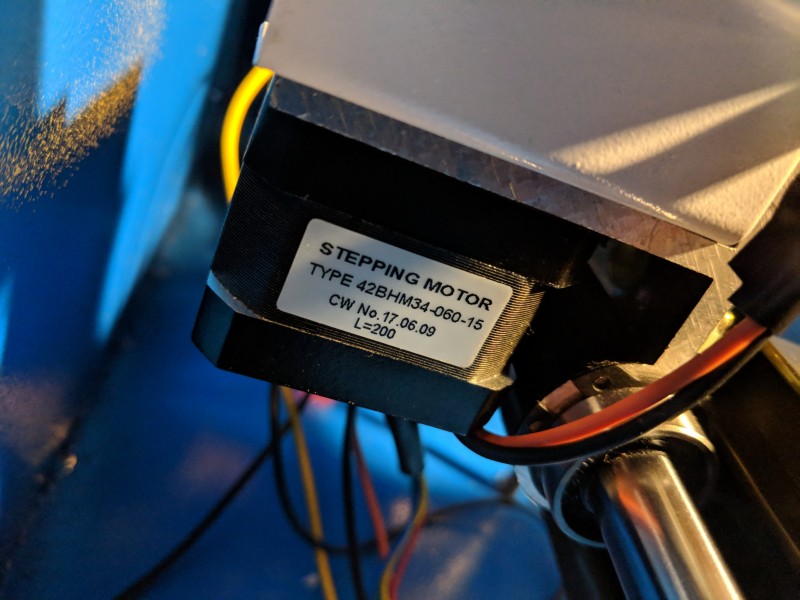 STEPPING MOTOR
TYPE 42BHM34-060-15
CW No.17.06.09
L=200